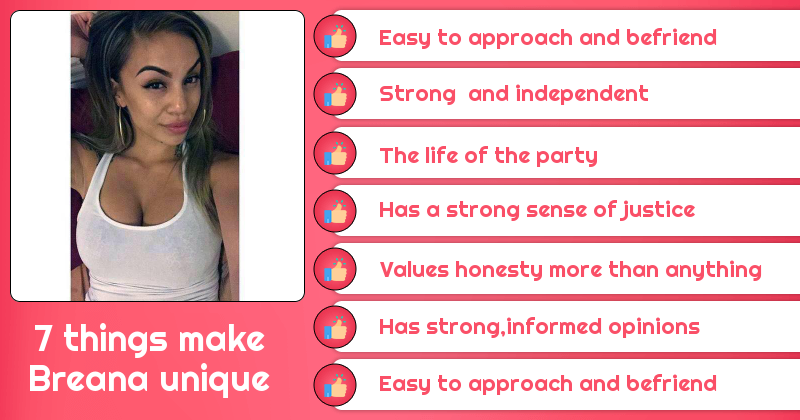 Easy to approach and befriend
Strong  and independent
The life of the party
Has a strong sense of justice
Values honesty more than anything
Has strong,informed opinions
Easy to approach and befriend
7 things make
Breana unique